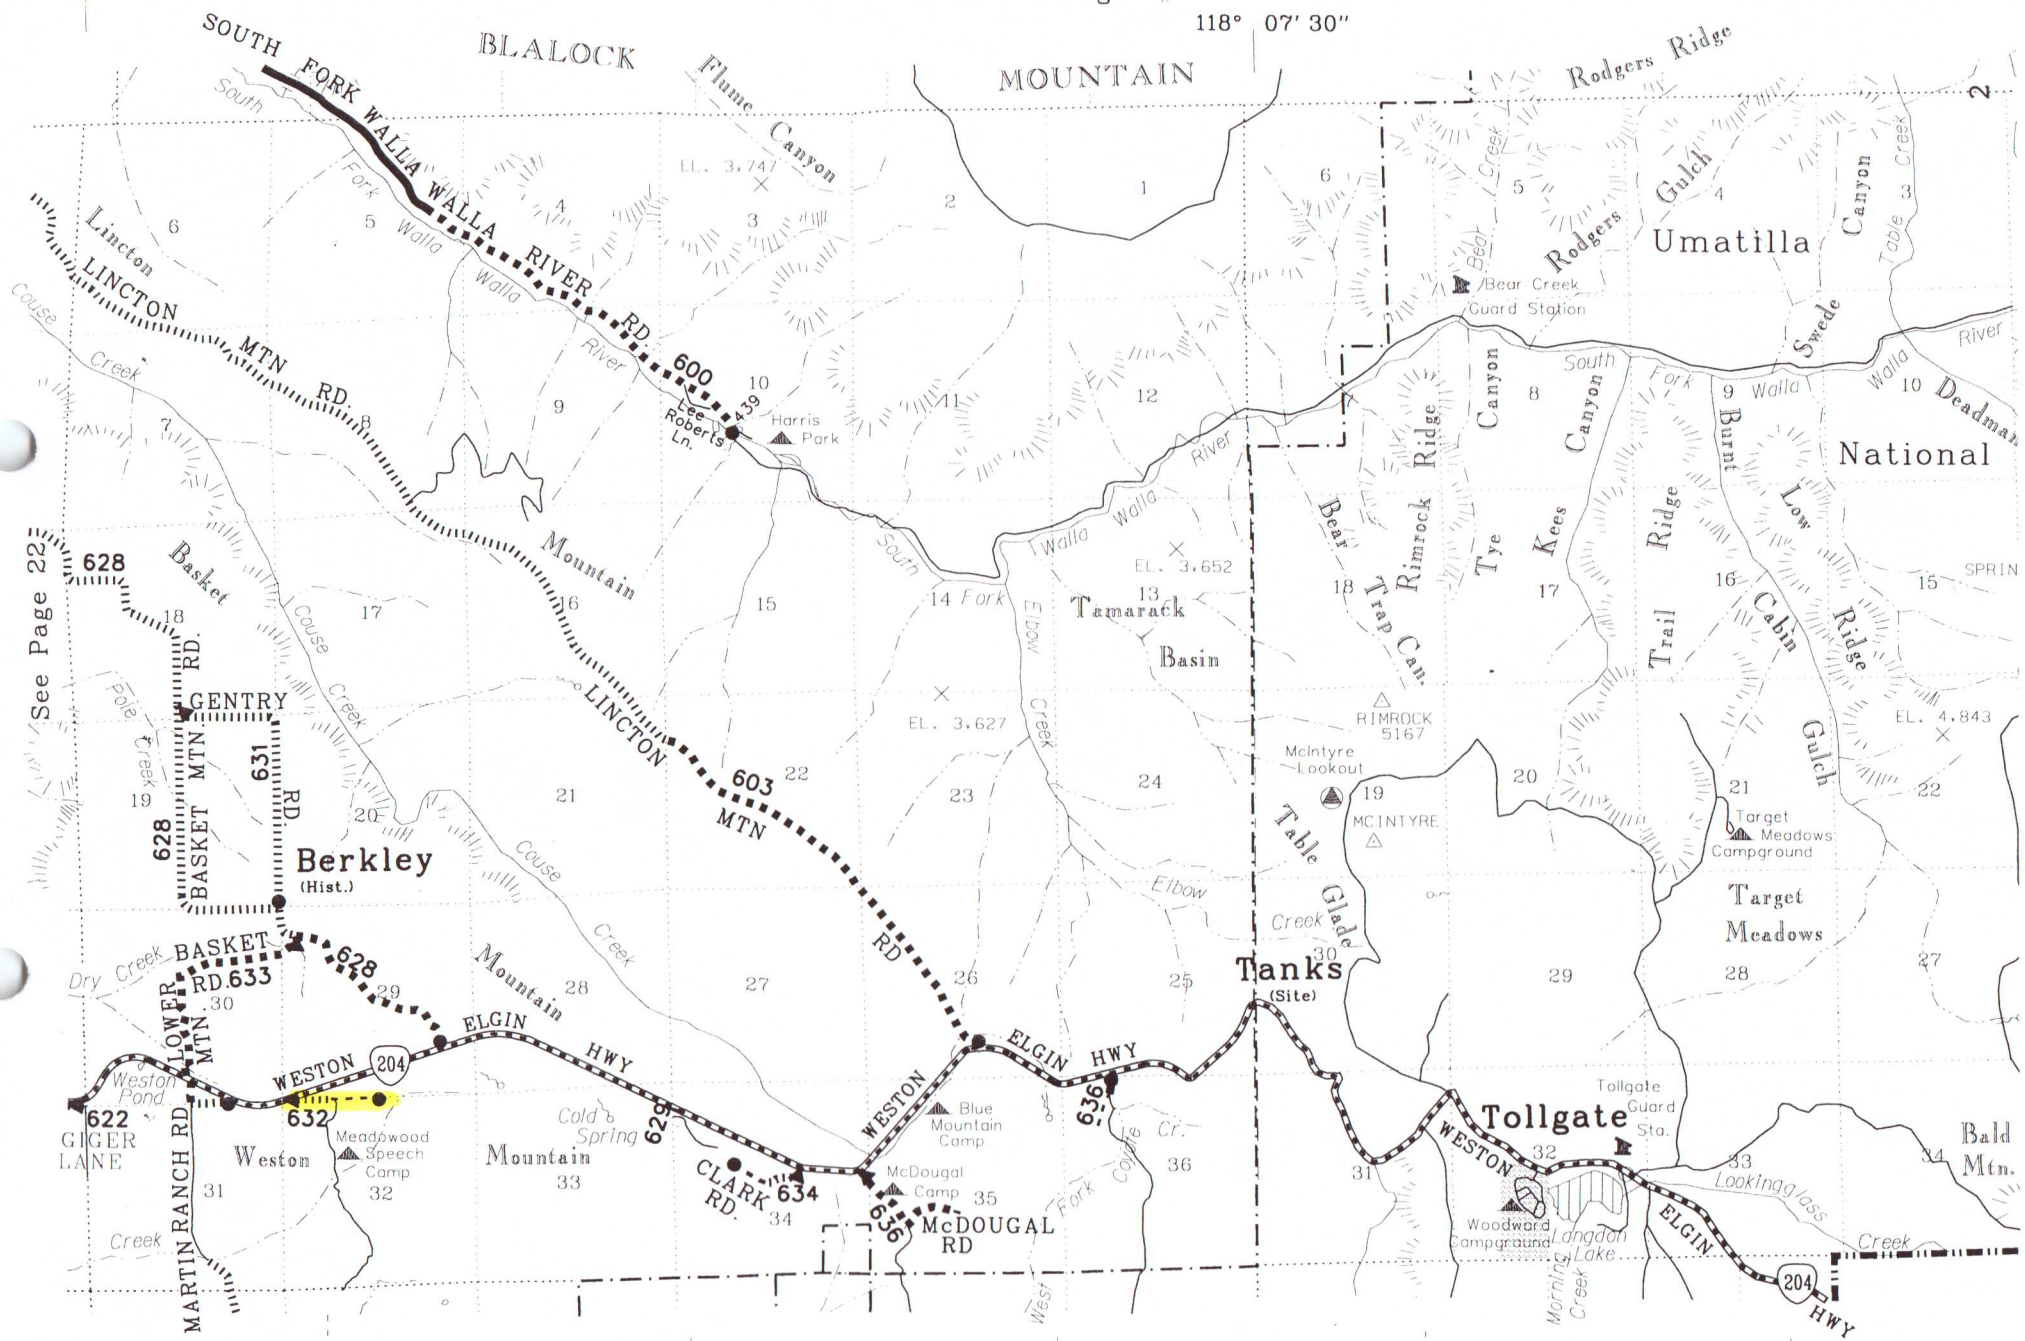 118° 07' 30"
SOUTH FORK WALLA WALLA RIVER RD.
BLALOCK
MOUNTAIN
Flume Canyon
Rodgers Ridge
2
South Fork Walla Walla River
EL. 3,747
6
5
4
3
2
1
6
5
4
3
Bear Creek
Rodgers Gulch
Canyon
Table Creek
Umatilla
Lincton
LINCTON MTN RD.
Couse Creek
Bear Creek
Guard Station
Swede
South Fork Walla Walla River
600
10
439
Lee
Roberts
Ln.
Harris
Park
7
8
9
11
12
7
8
9
10
Deadman
National
Burnt
Canyon
Canyon
Ridge
Walla Walla River
See Page 22
628
Basket
18
17
Mountain
16
15
South
14 Fork
Elbow
Creek
EL. 3,652
13
Tamarack
Basin
Bear
Trap Can.
18
Rimrock
Tye
Kees
17
Trail
Ridge
16
Cabin
Gulch
Low
Ridge
15
SPRIN
RD.
Couse
Creek
Pole
Creek
GENTRY
BASKET MTN
631
RD
628
19
20
21
LINCTON
603
MTN
RD
22
EL. 3,627
23
24
RIMROCK
5167
McIntyre
Lookout
19
MCINTYRE
20
21
EL. 4,843
22
Target
Meadows
Campground
Berkley
(Hist.)
Couse
Creek
Table
Glade
Elbow
Creek
30
Target
Meadows
Dry Creek
BASKET
RD.
633
LOWER
MTN.
30
628
29
Mountain
28
27
26
25
Tanks
(Site)
29
28
27
WESTON
204
ELGIN
HWY
ELGIN
HWY
Weston
Pond
622
GIGER
LANE
632
MARTIN RANCH RD
Weston
31
Meadowood
Speech
Camp
32
Mountain
33
Cold
Spring
629
CLARK
RD.
634
34
WESTON
Blue
Mountain
Camp
McDougal
Camp
35
636
McDOUGAL
RD
636
Cr.
Coyote
Fork
West
36
31
Tollgate
WESTON
32
Tollgate
Guard
Sta.
33
34
Bald
Mtn.
Lookingglass
Creek
Woodward
Campground
Langdon
Lake
Morning
Creek
ELGIN
204
HWY
Creek